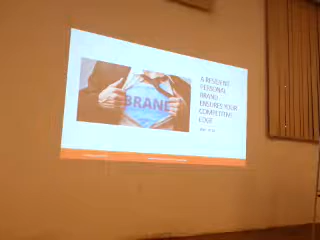 BRAND
A RESILIENT
PERSONAL
BRAND
ENSURES YOUR
COMPETITIVE
EDGE